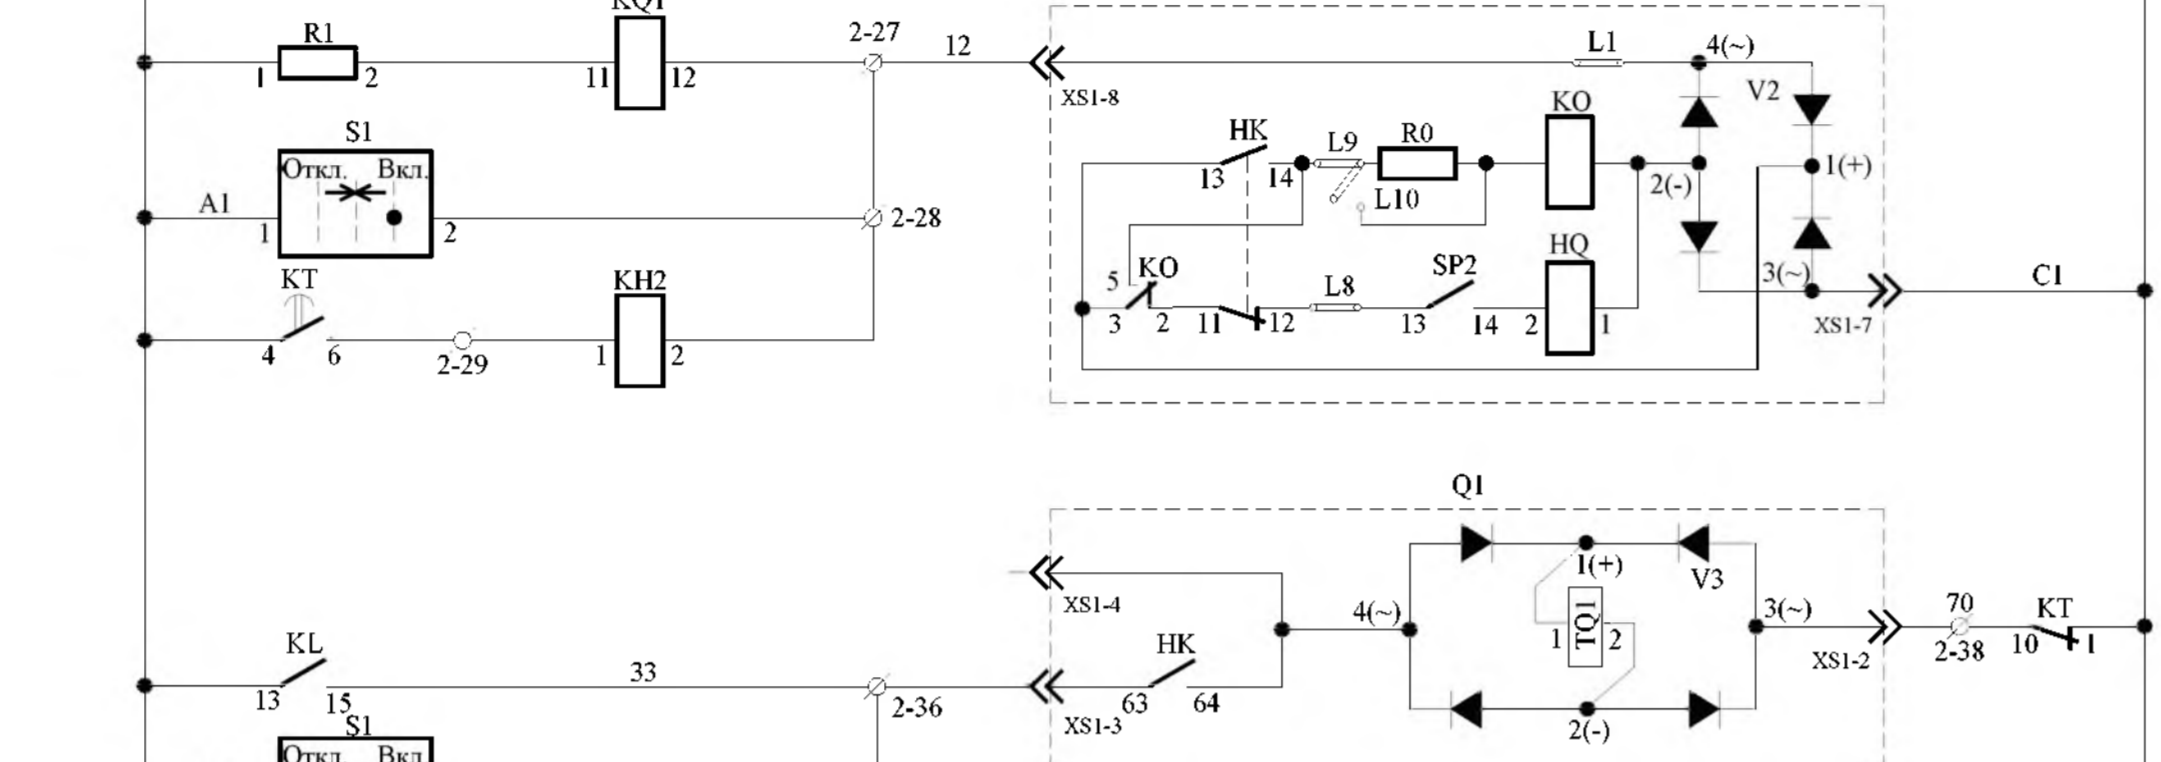 KQ1
R1
1
2
11
12
2-27
12
XS1-8
L1
4(~)
V2
S1
Откл.
Вкл.
A1
1
2
2-28
HK
13
14
L9
R0
L10
KO
2(-)
1(+)
KT
4
6
2-29
KH2
1
2
5
KO
3
2
11
12
L8
SP2
13
14
HQ
2
1
3(~)
XS1-7
C1
Q1
XS1-4
4(~)
1(+)
V3
1
TQ1
2
2(-)
3(~)
XS1-2
70
2-38
KT
10
1
KL
13
15
33
2-36
XS1-3
HK
63
64
S1
Откл.
Вкл.